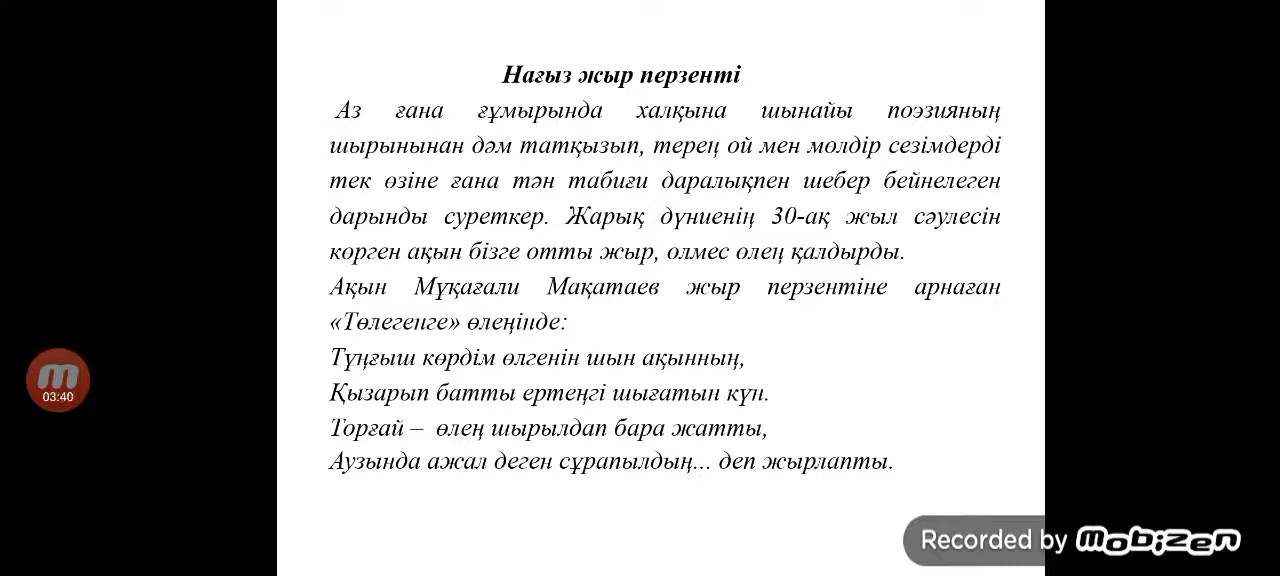 Нағыз жыр перзенті
Аз ғана ғұмырында халқына шынайы поэзияның
шырынынан дәм татқызып, терең ой мен мөлдір сезімдерді
тек өзіне ғана тән табиғи даралықпен шебер бейнелеген
дарынды суреткер. Жарық дүниенің 30-ақ жыл сәулесін
көрген ақын бізге отты жыр, өлмес өлең қалдырды.
Ақын Мұқағали Мақатаев жыр перзентіне арнаған
«Төлегенге» өлеңінде:
Тұңғыш көрдім өлгенін шын ақынның,
Қызарып батты ертеңгі шығатын күн.
Торғай – өлең шырылдап бара жатты,
Аузында ажал деген сұрапылдың... деп жырлапты.
03:40
Recorded by mobizen